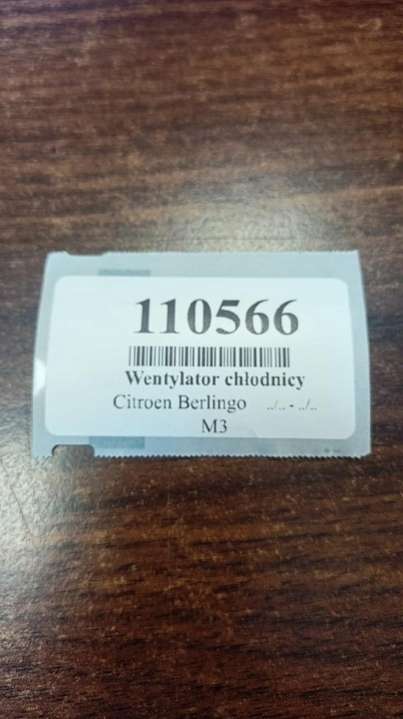 110566
Wentylator chłodnicy
Citroen Berlingo ../.. - ../..
M3